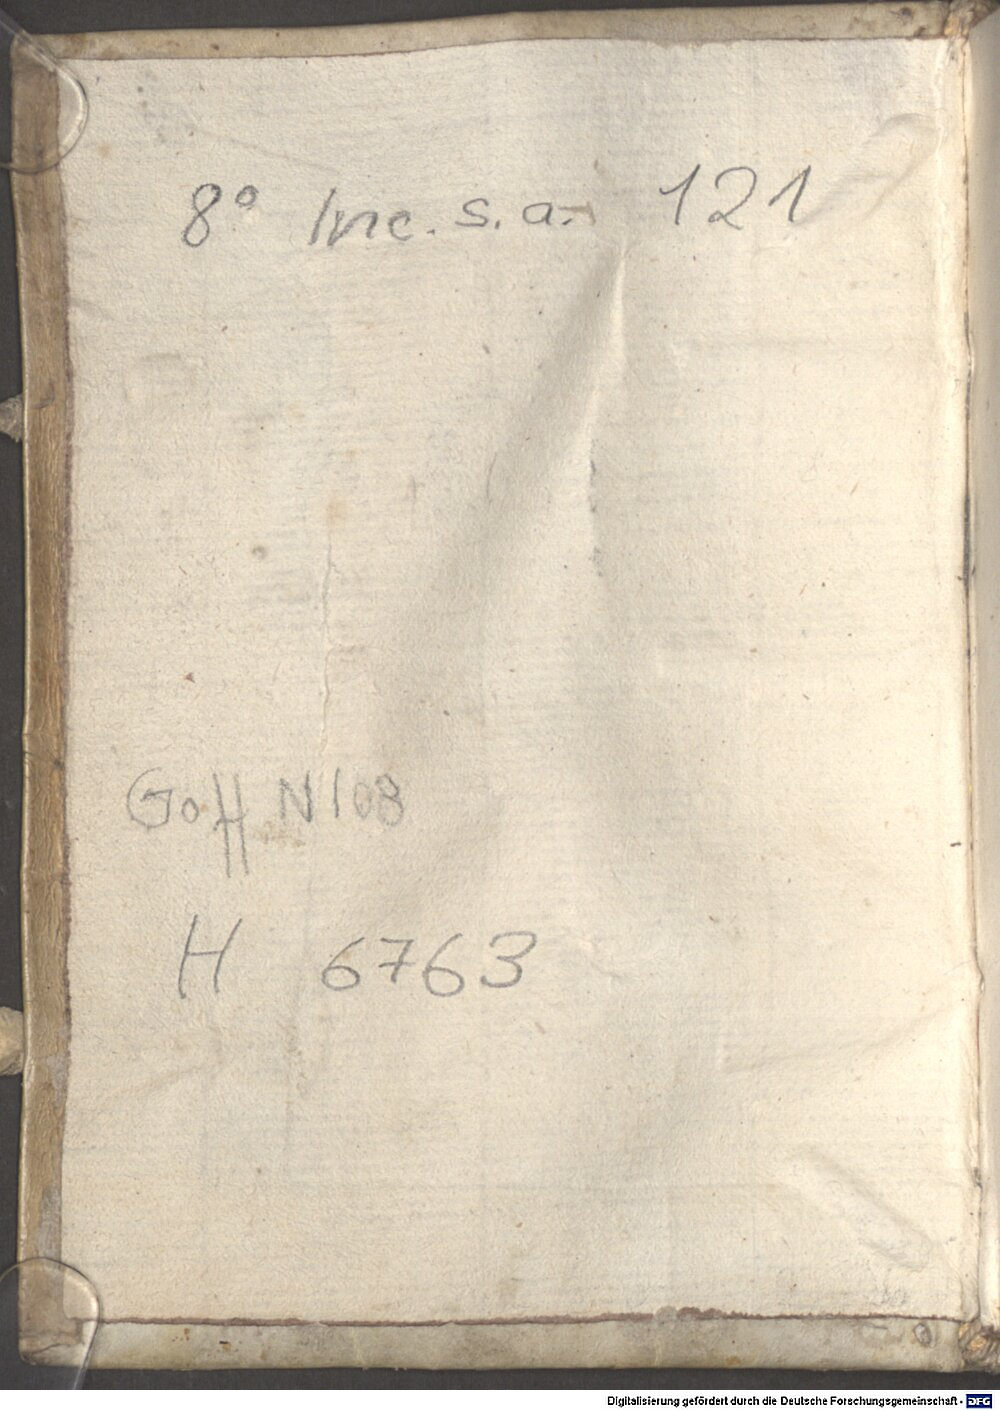 8° Inc. s. a. 121
Goff N108
H 6763
Digitalisierung gefördert durch die Deutsche Forschungsgemeinschaft - DFG